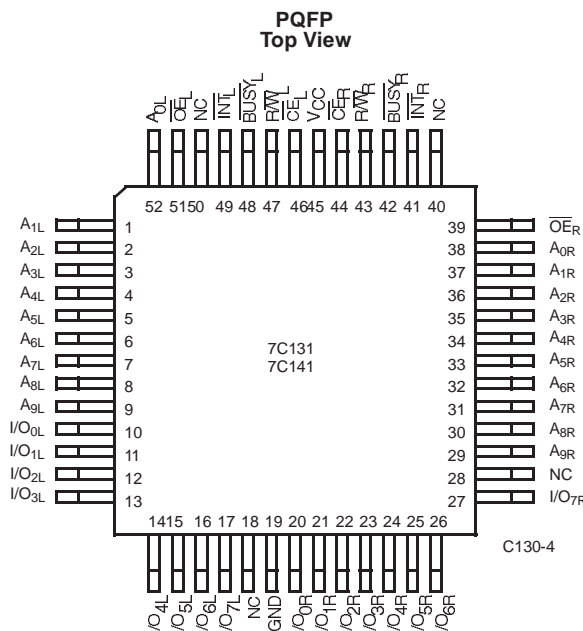 PQFP
Top View
A0L
OEL
NC
INTL
BUSYL
R/WL
CEL
VCC
CER
R/WR
BUSYR
INTR
NC
52 51 50 49 48 47 46 45 44 43 42 41 40
A1L 1
A2L 2
A3L 3
A4L 4
A5L 5
A6L 6
A7L 7
A8L 8
A9L 9
I/O0L 10
I/O1L 11
I/O2L 12
I/O3L 13
7C131
7C141
39 OER
38 A0R
37 A1R
36 A2R
35 A3R
34 A4R
33 A5R
32 A6R
31 A7R
30 A8R
29 A9R
28 NC
27 I/O7R
14 15 16 17 18 19 20 21 22 23 24 25 26
/O4L
/O5L
/O6L
/O7L
NC
GND
/O0R
/O1R
/O2R
/O3R
/O4R
/O5R
/O6R
C130-4